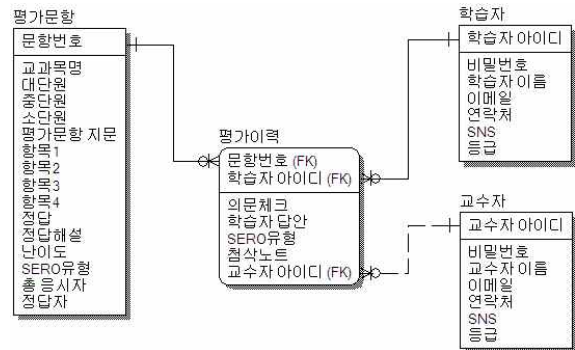 평가문항
문항번호
교과목명
대단원
중단원
소단원
평가문항 지문
항목1
항목2
항목3
항목4
정답
정답해설
난이도
SERO유형
총 응시자
정답자
평가이력
문항번호 (FK)
학습자 아이디 (FK)
의문체크
학습자 답안
SERO유형
첨삭노트
교수자 아이디 (FK)
학습자
학습자 아이디
비밀번호
학습자 이름
이메일
연락처
SNS
등급
교수자
교수자 아이디
비밀번호
교수자 이름
이메일
연락처
SNS
등급